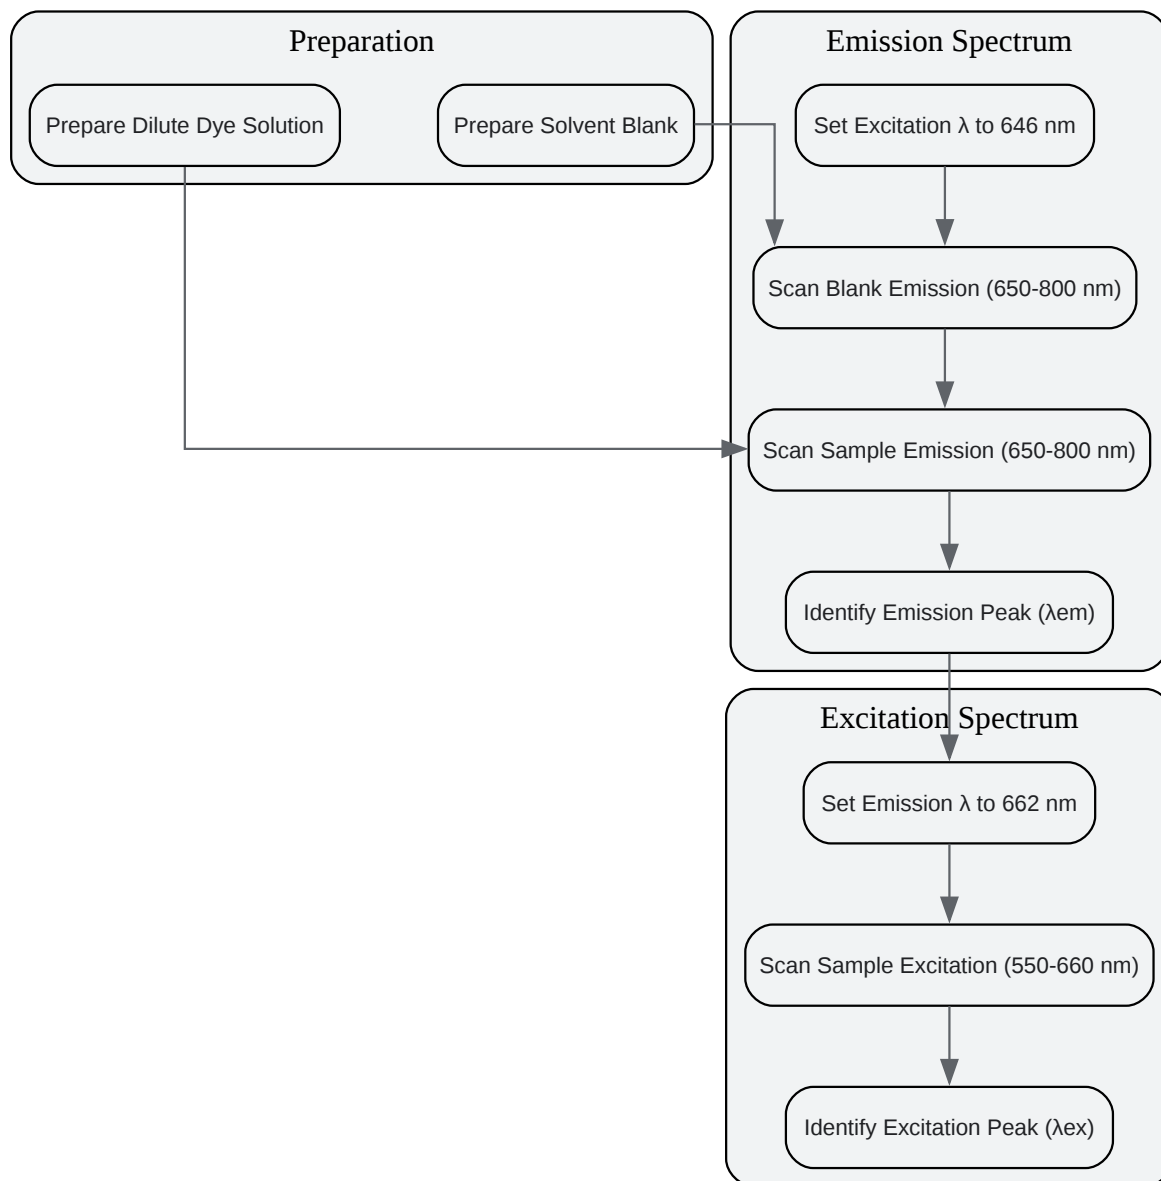 Preparation
Prepare Dilute Dye Solution
Prepare Solvent Blank
Emission Spectrum
Set Excitation λ to 646 nm
Scan Blank Emission (650-800 nm)
Scan Sample Emission (650-800 nm)
Identify Emission Peak (λem)
Excitation Spectrum
Set Emission λ to 662 nm
Scan Sample Excitation (550-660 nm)
Identify Excitation Peak (λex)